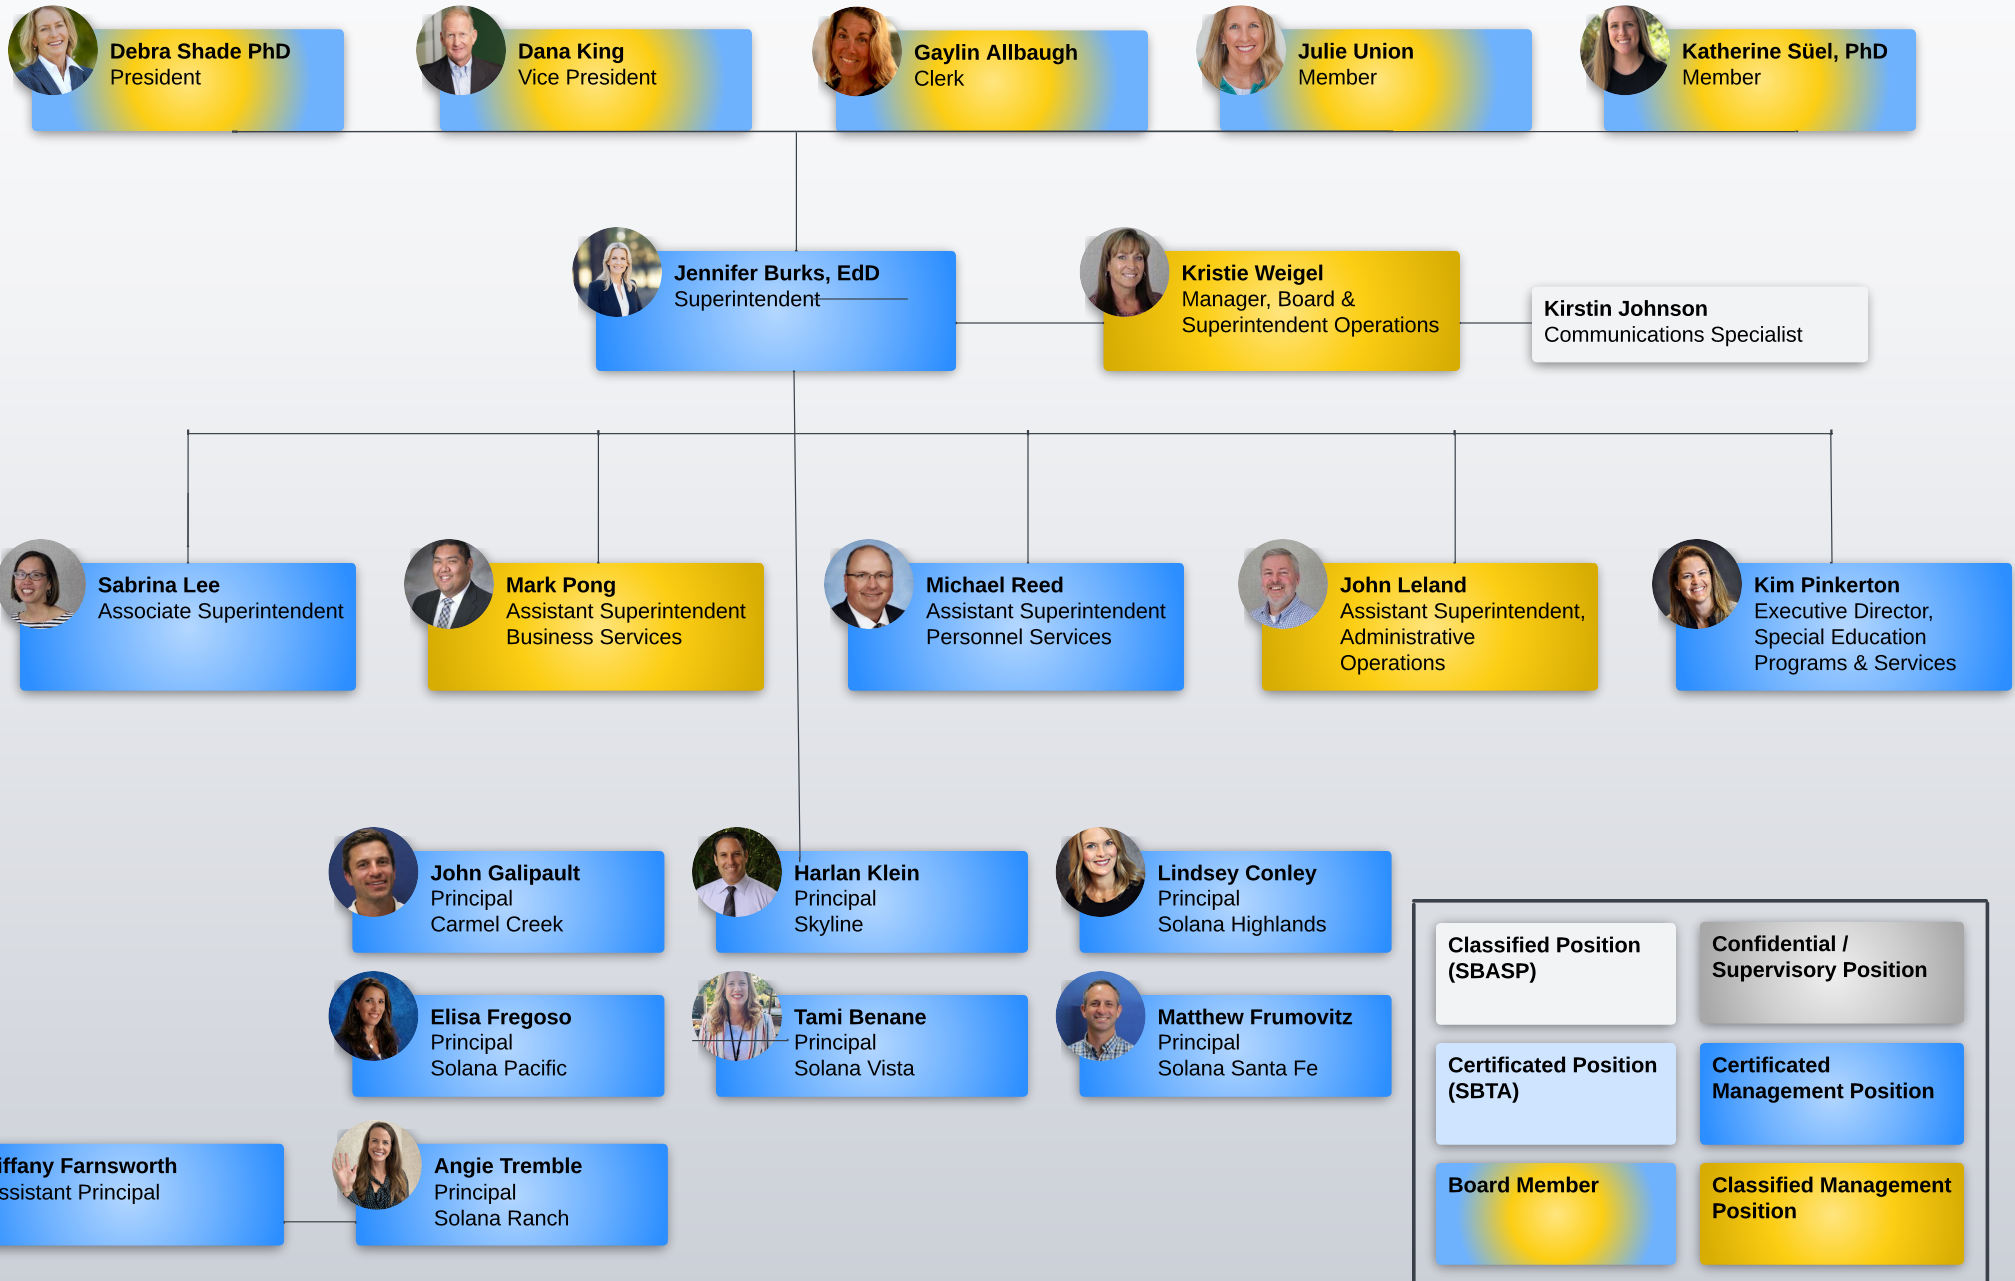 Debra Shade PhD
President
Dana King
Vice President
Gaylin Allbaugh
Clerk
Julie Union
Member
Katherine Süel, PhD
Member
Jennifer Burks, EdD
Superintendent
Kristie Weigel
Manager, Board &
Superintendent Operations
Kirstin Johnson
Communications Specialist
Sabrina Lee
Associate Superintendent
Mark Pong
Assistant Superintendent
Business Services
Michael Reed
Assistant Superintendent
Personnel Services
John Leland
Assistant Superintendent,
Administrative
Operations
Kim Pinkerton
Executive Director,
Special Education
Programs & Services
John Galipault
Principal
Carmel Creek
Harlan Klein
Principal
Skyline
Lindsey Conley
Principal
Solana Highlands
Elisa Fregoso
Principal
Solana Pacific
Tami Benane
Principal
Solana Vista
Matthew Frumovitz
Principal
Solana Santa Fe
iffany Farnsworth
ssistant Principal
Angie Tremble
Principal
Solana Ranch
Classified Position
(SBASP)
Confidential /
Supervisory Position
Certificated Position
(SBTA)
Certificated
Management Position
Board Member
Classified Management
Position